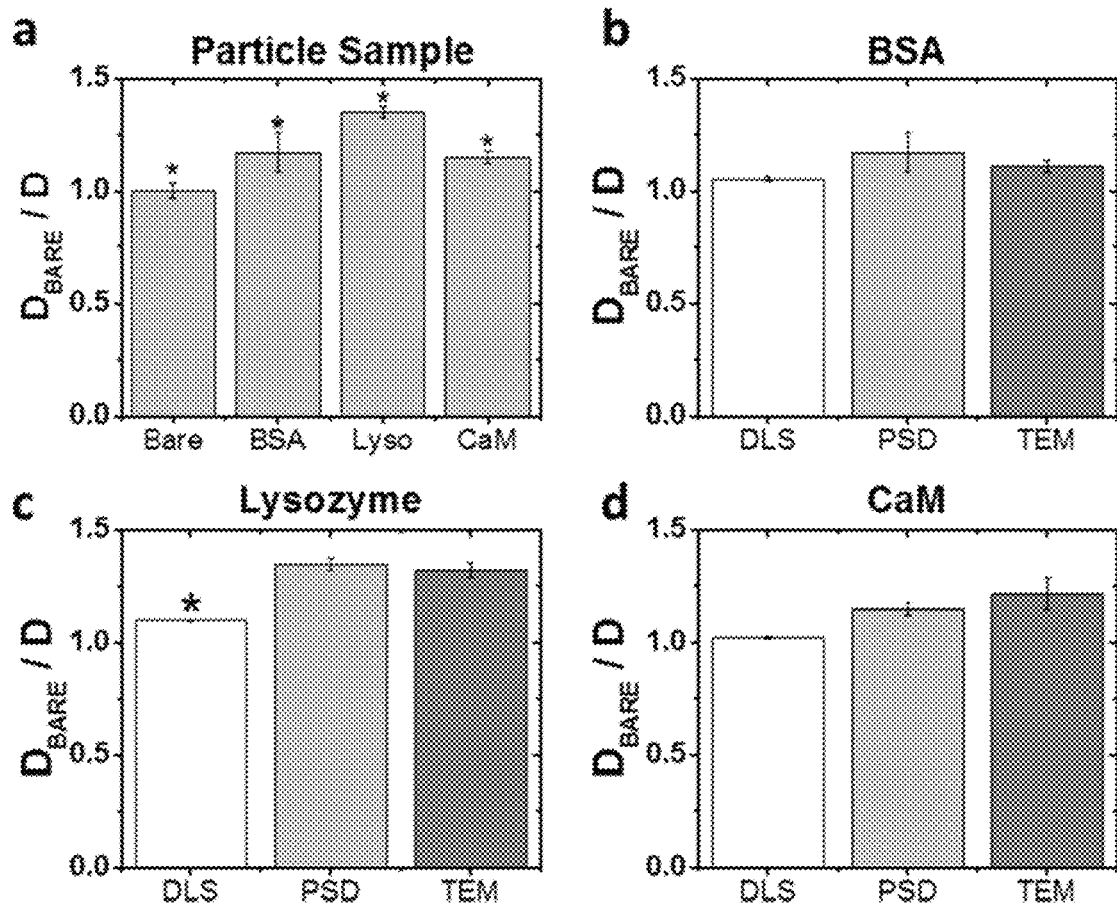 a
Particle Sample
D_BARE / D
1.5
1.0
0.5
0.0
*
*
*
*
Bare BSA Lyso CaM
b
BSA
D_BARE / D
1.5
1.0
0.5
0.0
DLS PSD TEM
c
Lysozyme
D_BARE / D
1.5
1.0
0.5
0.0
*
DLS PSD TEM
d
CaM
D_BARE / D
1.5
1.0
0.5
0.0
DLS PSD TEM